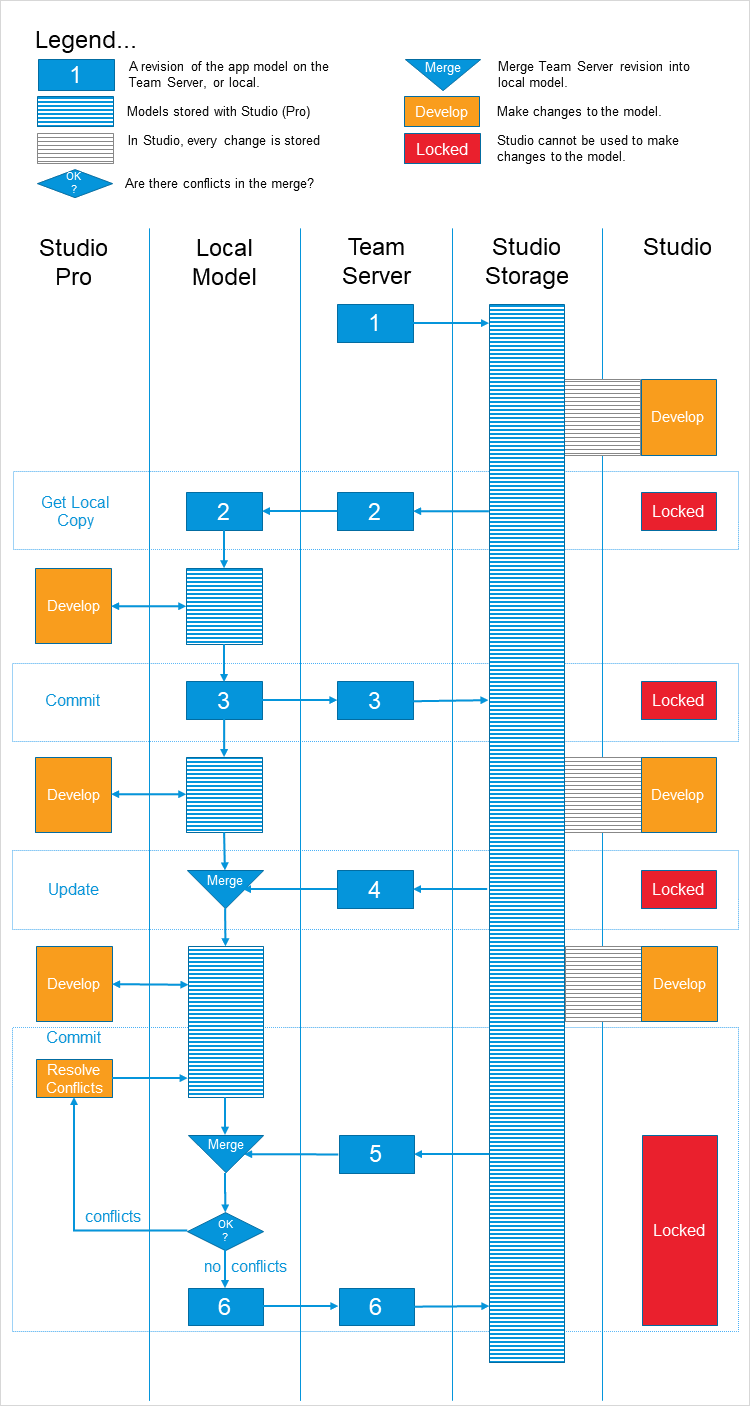 Legend...
1
A revision of the app model on the
Team Server, or local.
Models stored with Studio (Pro)
In Studio, every change is stored
OK
?
Are there conflicts in the merge?
Merge
Merge Team Server revision into
local model.
Develop
Make changes to the model.
Locked
Studio cannot be used to make
changes to the model.
Studio
Pro
Local
Model
Team
Server
Studio
Storage
Studio
1
Develop
Get Local
Copy
2
2
Locked
Develop
Commit
3
3
Locked
Develop
Develop
Update
Merge
4
Locked
Develop
Develop
Commit
Resolve
Conflicts
Merge
5
conflicts
OK
?
Locked
no conflicts
6
6